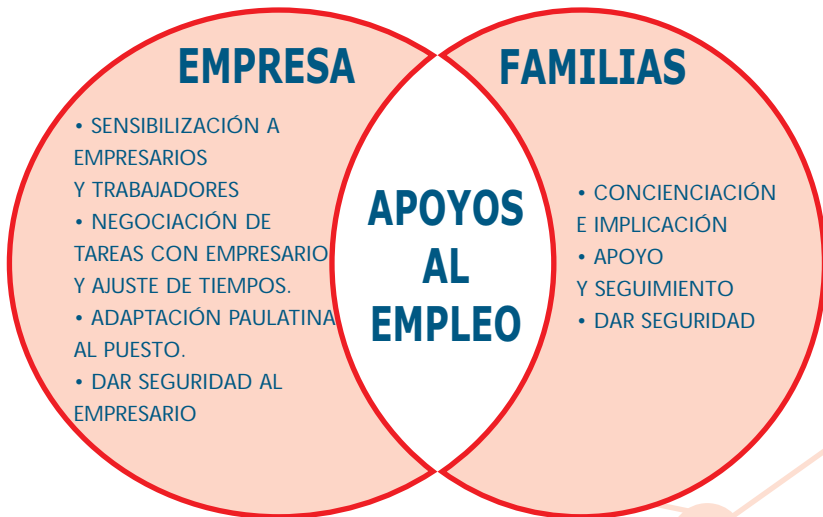 EMPRESA
• SENSIBILIZACIÓN A
EMPRESARIOS
Y TRABAJADORES
• NEGOCIACIÓN DE
TAREAS CON EMPRESARIO
Y AJUSTE DE TIEMPOS.
• ADAPTACIÓN PAULATINA
AL PUESTO.
• DAR SEGURIDAD AL
EMPRESARIO
APOYOS
AL
EMPLEO
FAMILIAS
• CONCIENCIACIÓN
E IMPLICACIÓN
• APOYO
Y SEGUIMIENTO
• DAR SEGURIDAD